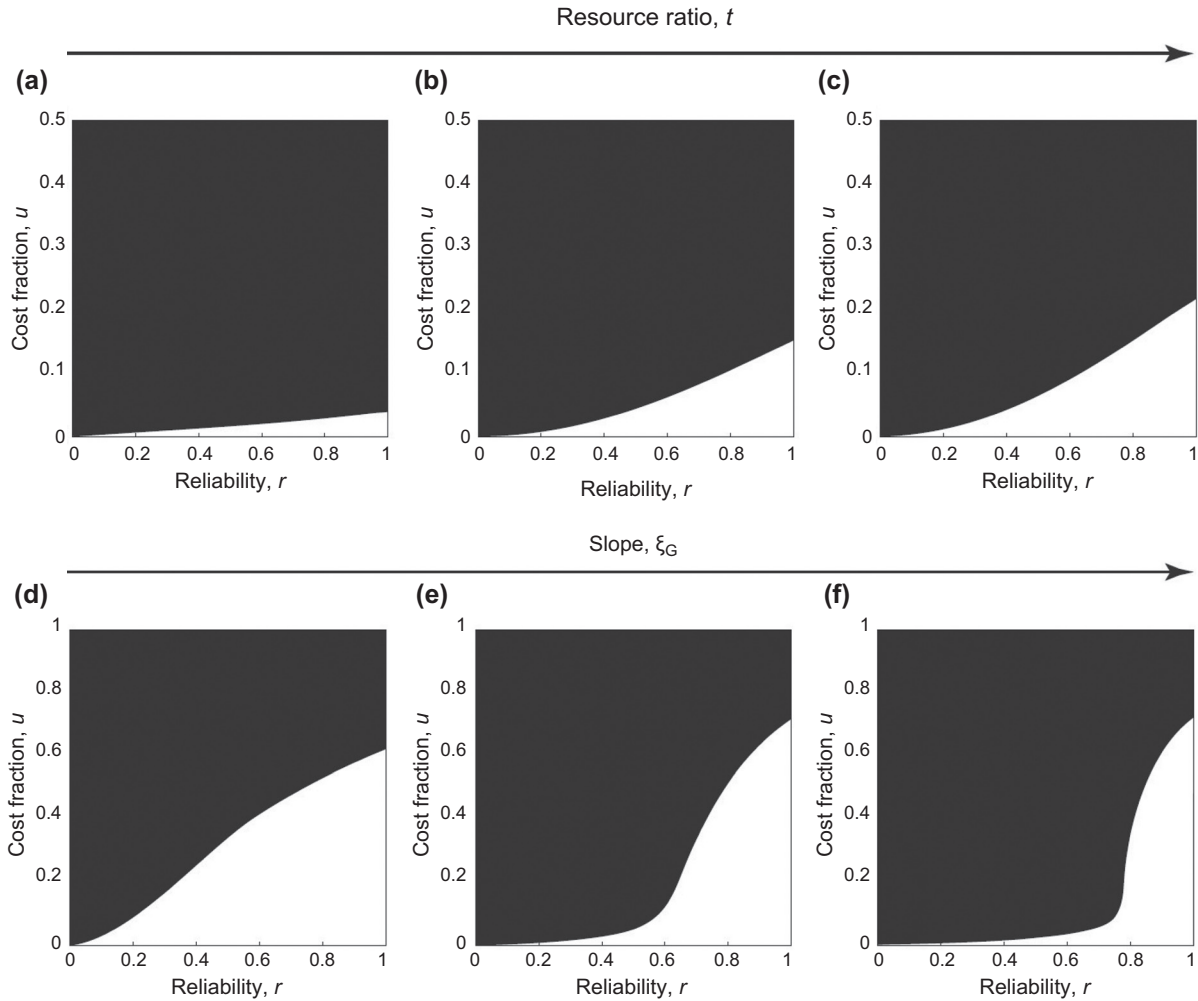 Resource ratio, t
(a) (b) (c)
0.5 0.5 0.5
0.4 0.4 0.4
0.3 0.3 0.3
Cost fraction, u Cost fraction, u Cost fraction, u
0.2 0.2 0.2
0.1 0.1 0.1
0 0 0
0 0.2 0.4 0.6 0.8 1 0 0.2 0.4 0.6 0.8 1 0 0.2 0.4 0.6 0.8 1
Reliability, r Reliability, r Reliability, r
Slope, ξG
(d) (e) (f)
1 1 1
0.8 0.8 0.8
0.6 0.6 0.6
Cost fraction, u Cost fraction, u Cost fraction, u
0.4 0.4 0.4
0.2 0.2 0.2
0 0 0
0 0.2 0.4 0.6 0.8 1 0 0.2 0.4 0.6 0.8 1 0 0.2 0.4 0.6 0.8 1
Reliability, r Reliability, r Reliability, r